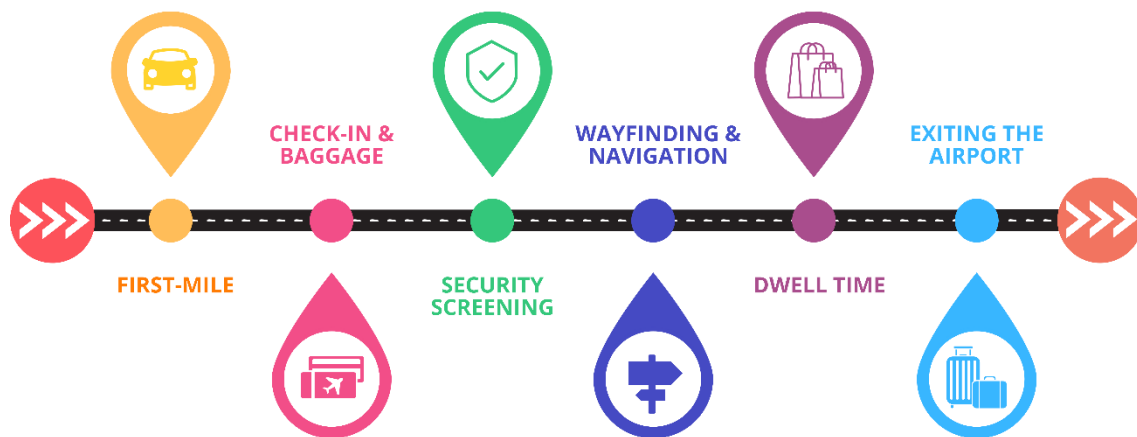 FIRST-MILE
CHECK-IN &
BAGGAGE
SECURITY
SCREENING
WAYFINDING &
NAVIGATION
DWELL TIME
EXITING THE
AIRPORT